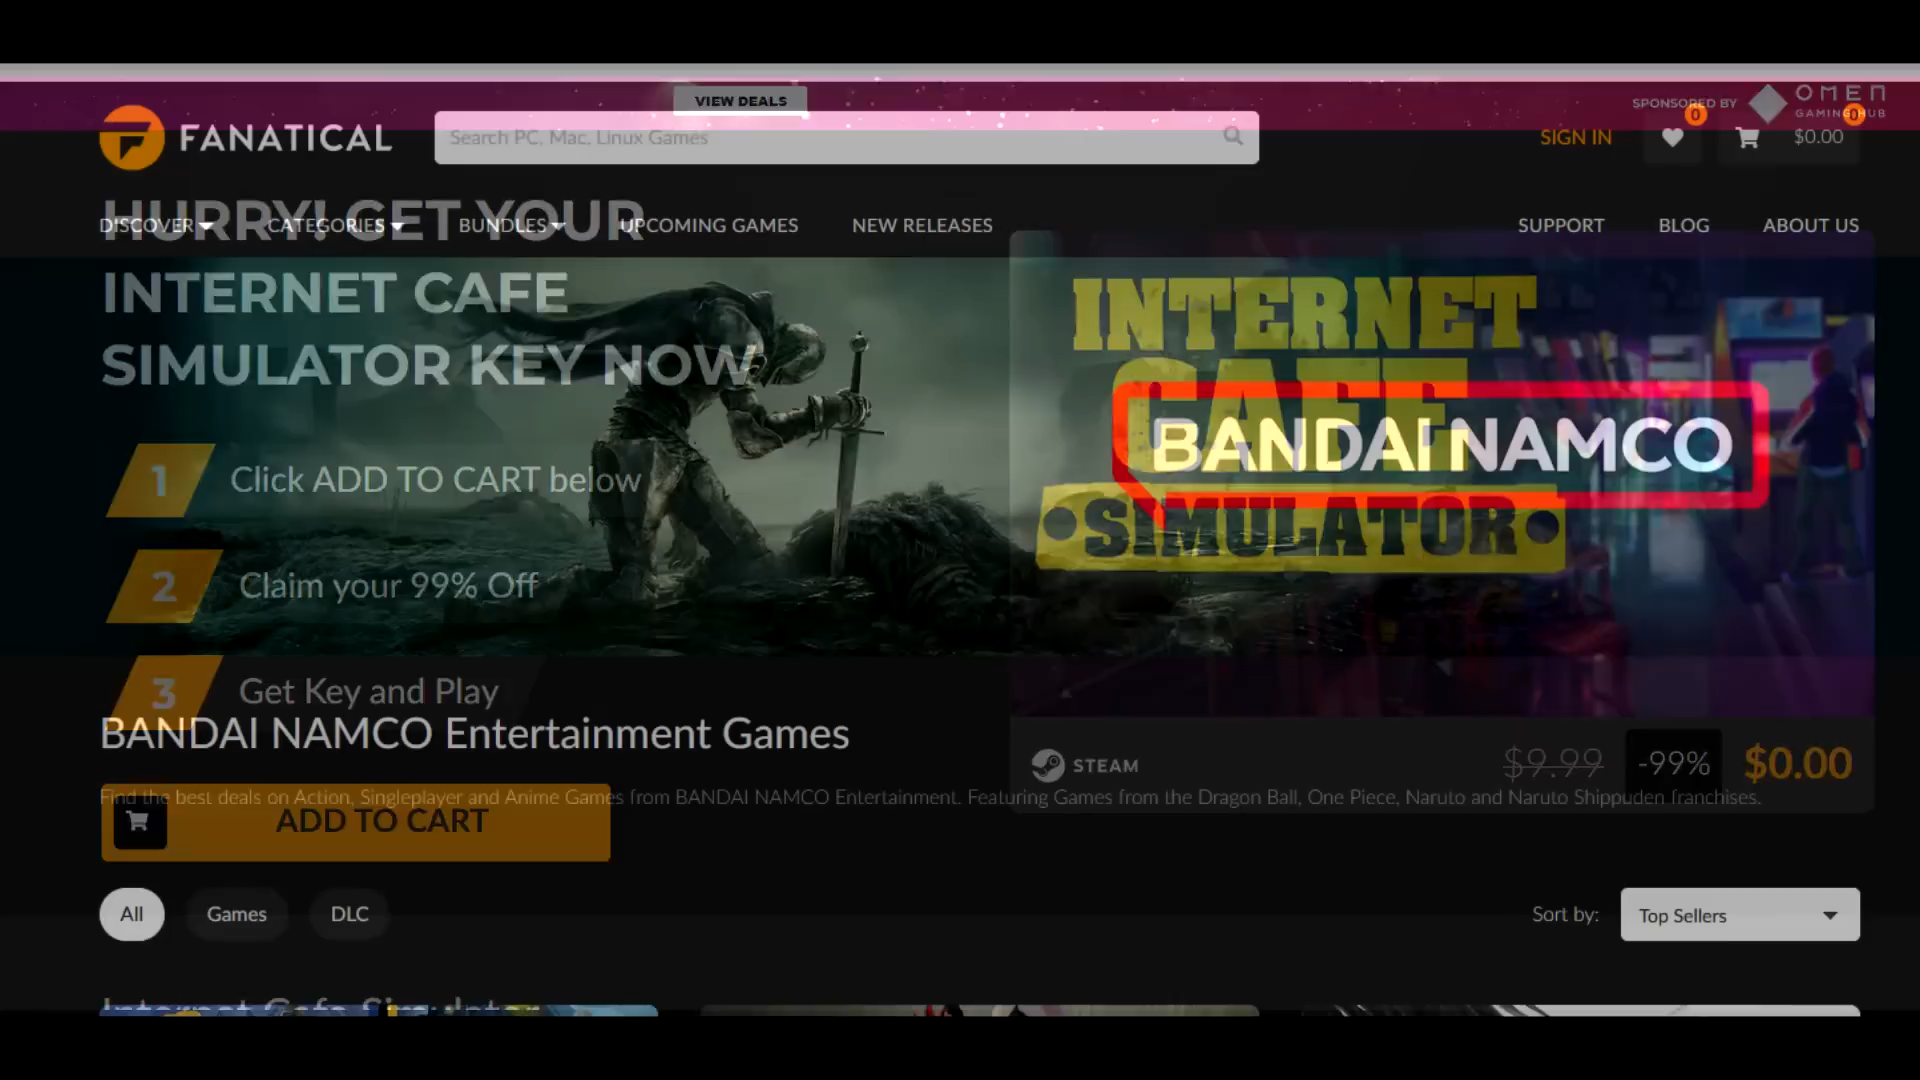 VIEW DEALS
SPONSORED BY OMEN
GAMING HUB
FANATICAL
Search PC, Mac, Linux Games
SIGN IN
0
0
$0.00
DISCOVER
CATEGORIES
BUNDLES
UPCOMING GAMES
NEW RELEASES
SUPPORT
BLOG
ABOUT US
HURRY! GET YOUR
INTERNET CAFE
SIMULATOR KEY NOW
1 Click ADD TO CART below
2 Claim your 99% Off
3 Get Key and Play
INTERNET
CAFE
SIMULATOR
BANDAI NAMCO
STEAM
$9.99
-99%
$0.00
BANDAI NAMCO Entertainment Games
Find the best deals on Action, Singleplayer and Anime Games from BANDAI NAMCO Entertainment. Featuring Games from the Dragon Ball, One Piece, Naruto and Naruto Shippuden franchises.
ADD TO CART
All
Games
DLC
Sort by:
Top Sellers
Internet Cafe Simulator